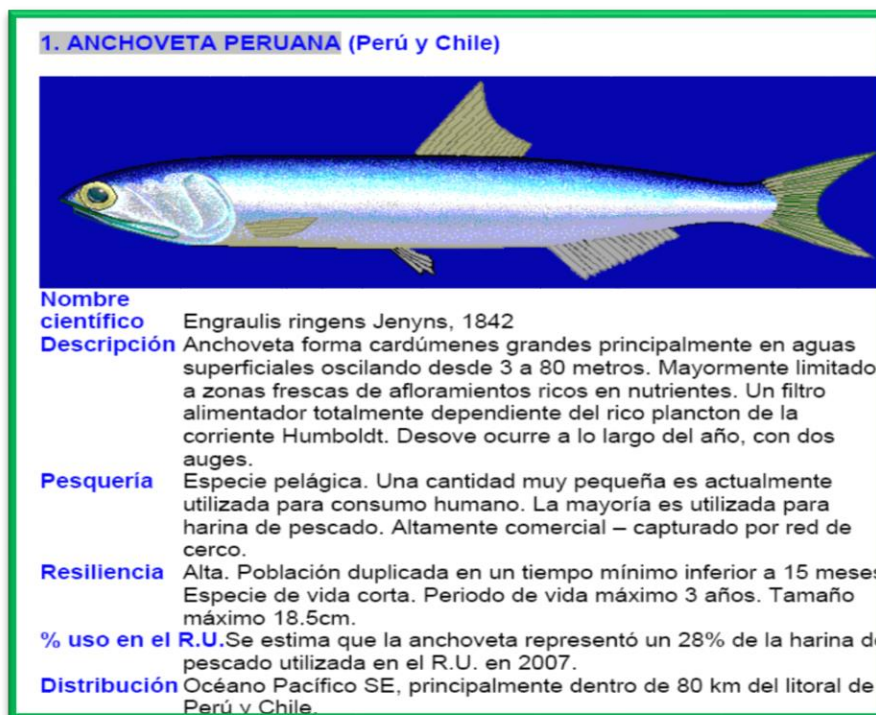 1. ANCHOVETA PERUANA (Perú y Chile)
Nombre
científico Engraulis ringens Jenyns, 1842
Descripción Anchoveta forma cardúmenes grandes principalmente en aguas
superficiales oscilando desde 3 a 80 metros. Mayormente limitado
a zonas frescas de afloramientos ricos en nutrientes. Un filtro
alimentador totalmente dependiente del rico plancton de la
corriente Humboldt. Desove ocurre a lo largo del año, con dos
auges.
Pesquería Especie pelágica. Una cantidad muy pequeña es actualmente
utilizada para consumo humano. La mayoría es utilizada para
harina de pescado. Altamente comercial – capturado por red de
cerco.
Resiliencia Alta. Población duplicada en un tiempo mínimo inferior a 15 meses
Especie de vida corta. Periodo de vida máximo 3 años. Tamaño
máximo 18.5cm.
% uso en el R.U. Se estima que la anchoveta representó un 28% de la harina de
pescado utilizada en el R.U. en 2007.
Distribución Océano Pacífico SE, principalmente dentro de 80 km del litoral de
Perú y Chile.